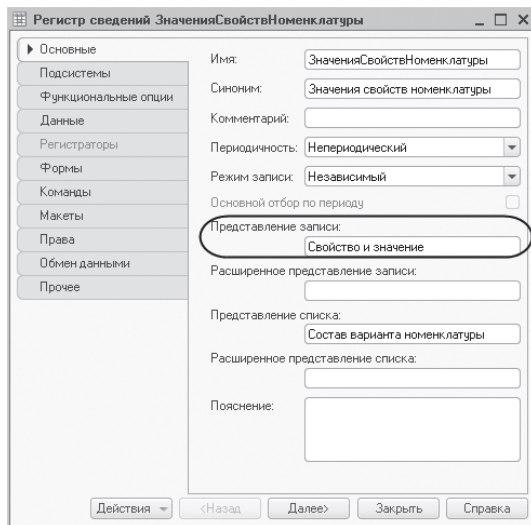 Регистр сведений ЗначенияСвойствНоменклатуры
Основные
Подсистемы
Функциональные опции
Данные
Регистраторы
Формы
Команды
Макеты
Права
Обмен данными
Прочее
Имя: ЗначенияСвойствНоменклатуры
Синоним: Значения свойств номенклатуры
Комментарий:
Периодичность: Непериодический
Режим записи: Независимый
Основной отбор по периоду
Представление записи:
Свойство и значение
Расширенное представление записи:
Представление списка:
Состав варианта номенклатуры
Расширенное представление списка:
Пояснение:
Действия <Назад Далее> Закрыть Справка